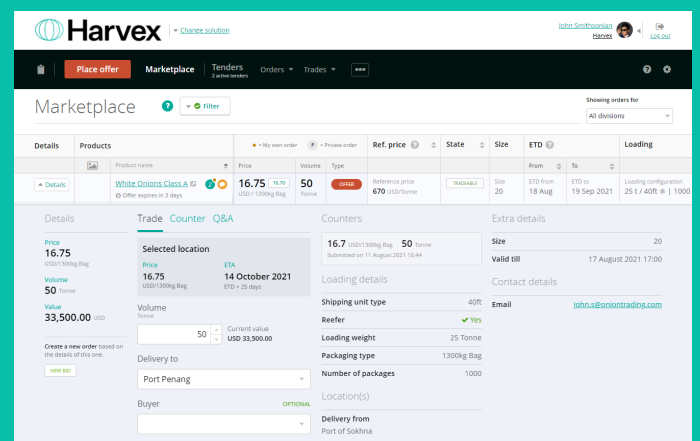 Harvex
Change solution
John Smithsonian
Harvex
Log out
Place offer
Marketplace
Tenders
2 active tenders
Orders
Trades
Marketplace
Filter
Showing orders for
All divisions
Details
Products
= My own order
P = Private order
Ref. price
State
Size
ETD
Loading
Product name
Price
Volume
Type
From
To
Details
White Onions Class A
Offer expires in 3 days
2
16.75
16.70
USD / 1300kg Bag
50
Tonne
OFFER
Reference price
670 USD/Tonne
TRADEABLE
Size
20
ETD from
18 Aug
ETD to
19 Sep 2021
Loading configuration
25 t / 40ft | 1000
Details
Price
16.75
USD/1300kg Bag
Volume
50 Tonne
Value
33,500.00 USD
Create a new order based on
the details of this one.
NEW BID
Trade
Counter
Q&A
Selected location
Price
16.75
USD/1300kg Bag
ETA
14 October 2021
ETD + 25 days
Volume
Tonne
50
Current value
USD 33,500.00
Delivery to
Port Penang
Buyer
OPTIONAL
Counters
16.7 USD/1300kg Bag 50 Tonne
Submitted on 11 August 2021 16:44
Loading details
Shipping unit type 40ft
Reefer Yes
Loading weight 25 Tonne
Packaging type 1300kg Bag
Number of packages 1000
Location(s)
Delivery from
Port of Sokhna
Extra details
Size 20
Valid till 17 August 2021 17:00
Contact details
Email john.s@oniontrading.com